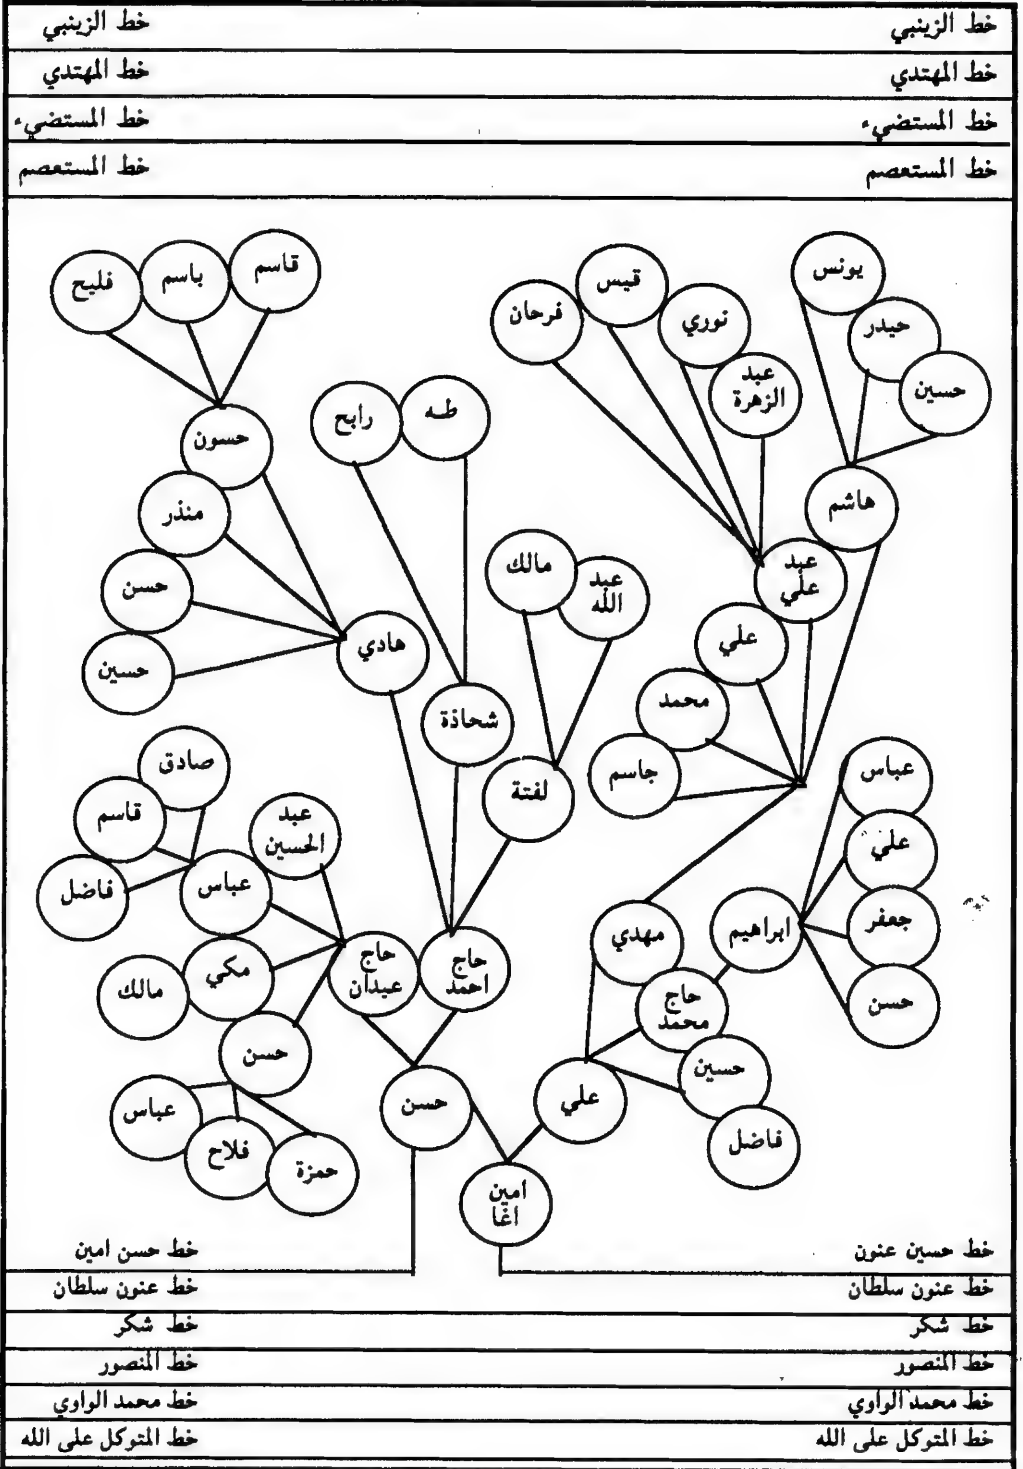 خط الزينبي
خط الزينبي
خط المهتدي
خط المهتدي
خط المستضيء
خط المستضيء
خط المستعصم
خط المستعصم
يونس
حيدر
حسين
قيس
فرحان
نوري
عبد
الزهرة
قاسم
باسم
فليح
هاشم
عبد
علي
علي
محمد
جاسم
طه
رابح
حسون
منذر
حسن
حسين
هادي
مالك
عبد
الله
شحاذة
لفتة
عباس
علي
جعفر
حسن
ابراهيم
مهدي
حاج
محمد
حسين
فاضل
صادق
قاسم
فاضل
عبد
الحسين
عباس
مكي
مالك
حسن
حاج
عبدان
حاج
احمد
عباس
فلاح
حمزة
علي
حسن
امين
اغا
خط حسين عنون
خط حسن امين
خط عنون سلطان
خط عنون سلطان
خط شكر
خط شكر
خط المنصور
خط المنصور
خط محمد الواوي
خط محمد الواوي
خط المتوكل على الله
خط المتوكل على الله